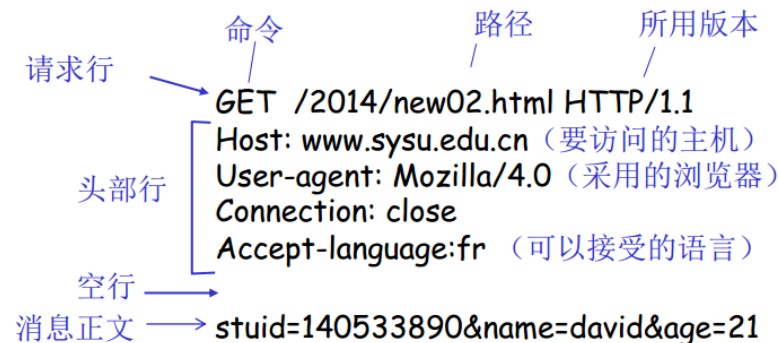 命令 路径 所用版本
请求行
GET /2014/new02.html HTTP/1.1
Host: www.sysu.edu.cn（要访问的主机）
User-agent: Mozilla/4.0（采用的浏览器）
头部行
Connection: close
Accept-language:fr （可以接受的语言）
空行
消息正文 stuid=140533890&name=david&age=21